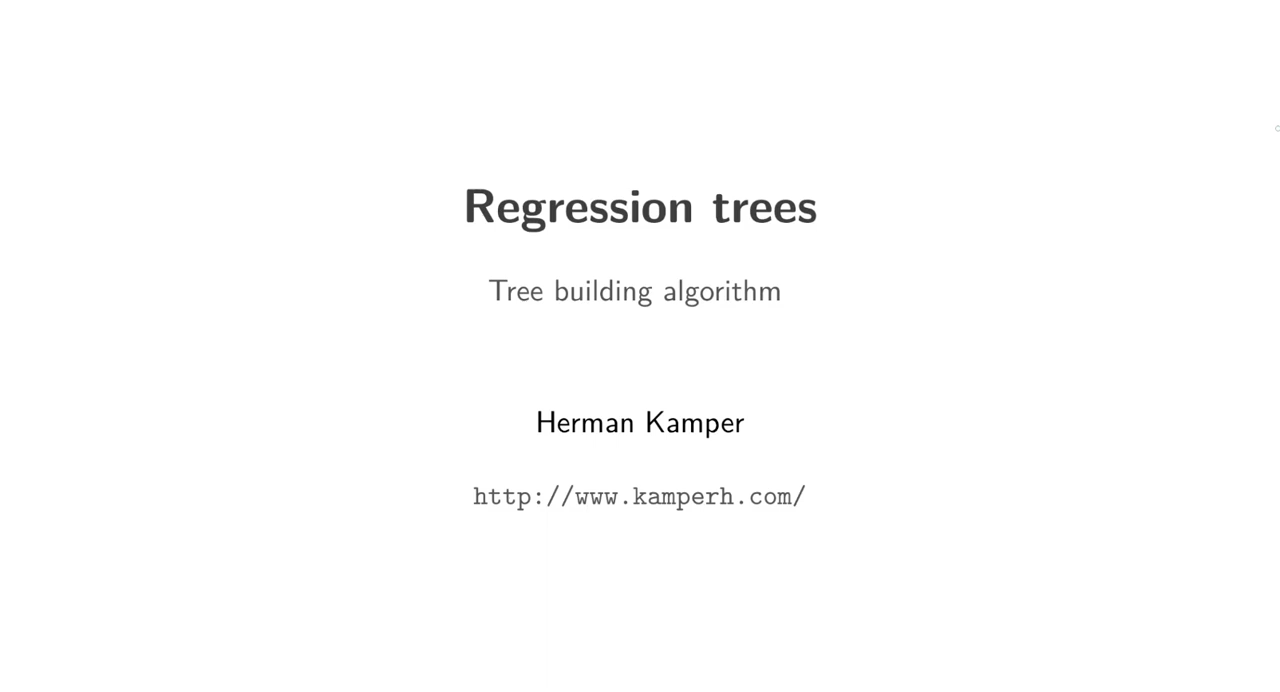 Regression trees
Tree building algorithm
Herman Kamper
http://www.kamperh.com/